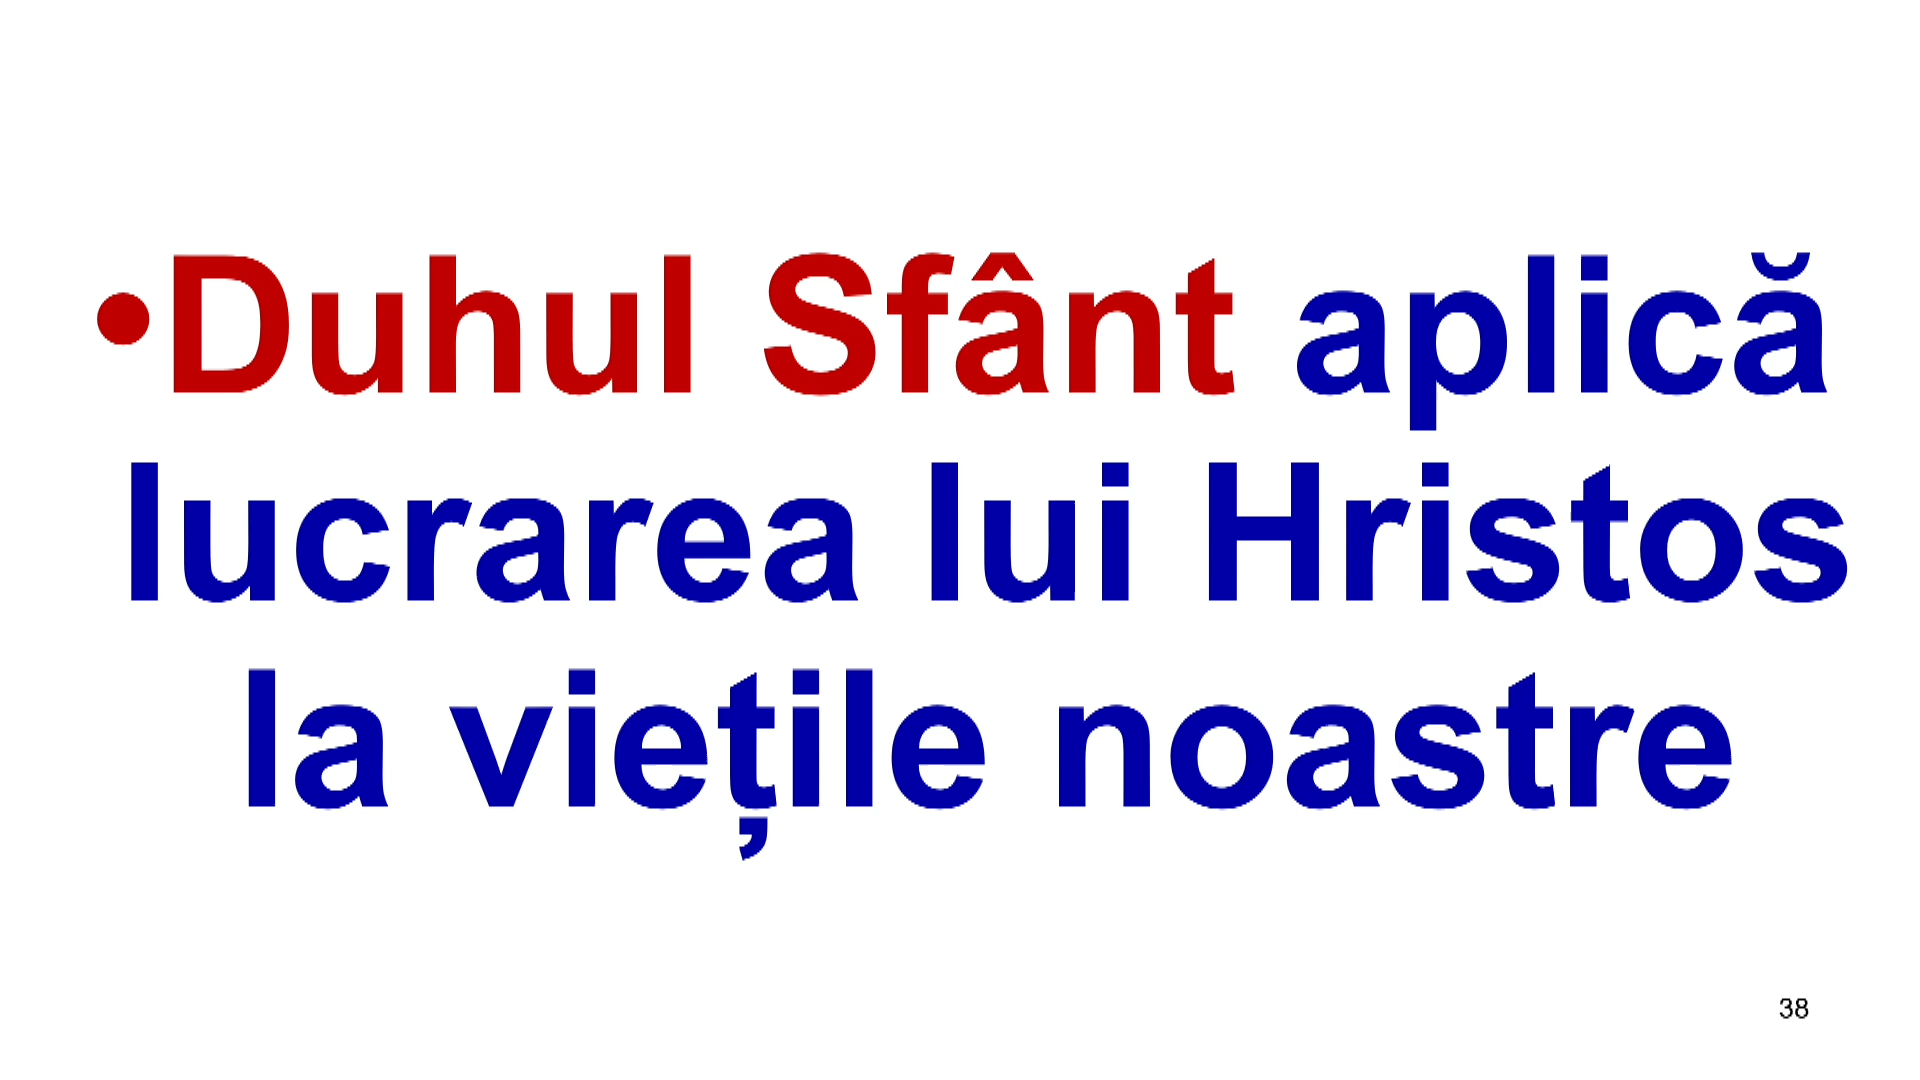 •Duhul Sfânt aplică
lucrarea lui Hristos
la viețile noastre
38